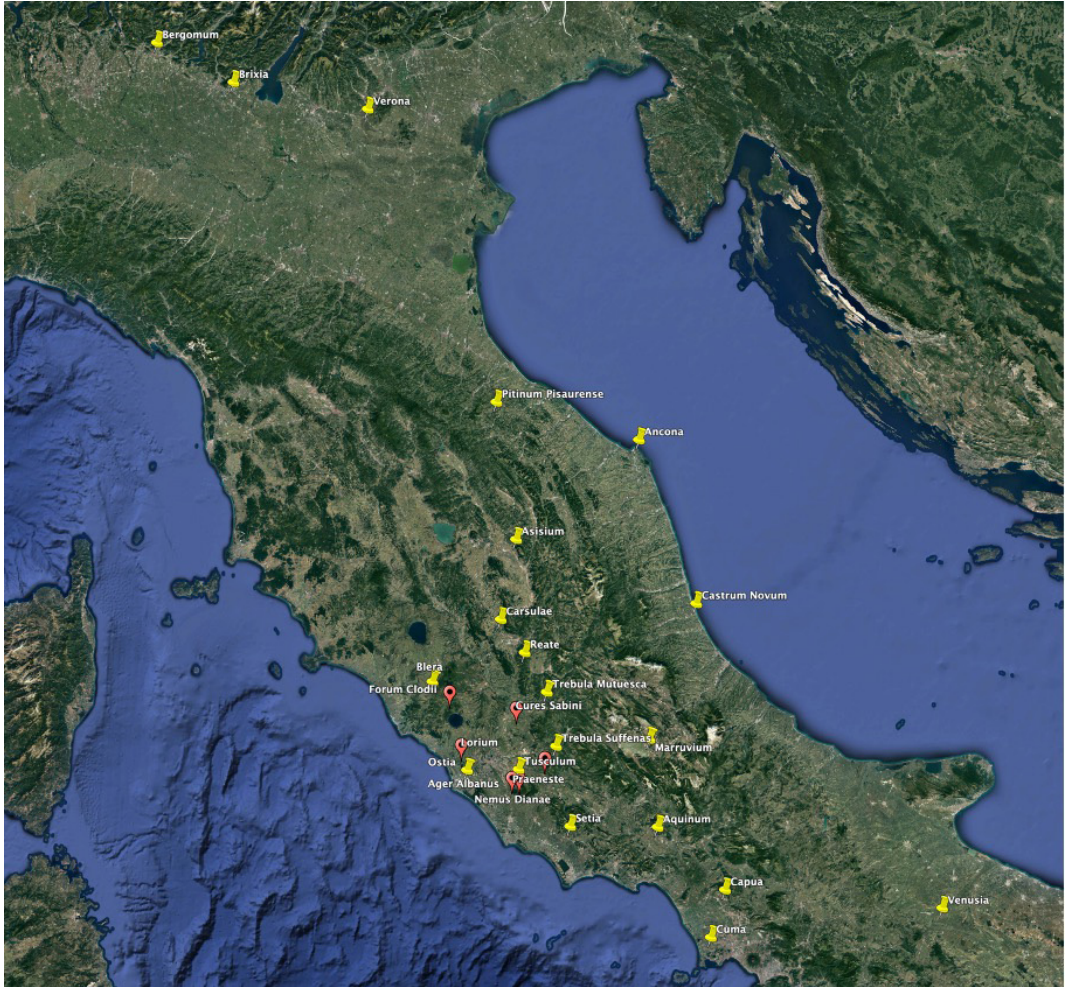 Bergomum
Brixia
Verona
Pitinum Pisaurense
Ancona
Asisium
Castrum Novum
Carsulae
Reate
Blera
Forum Clodii
Trebula Mutuesca
Cures Sabini
Trebula Suffenas
Marruvium
Lorium
Ostia
Tusculum
Ager Albanus
Praeneste
Nemus Dianae
Setia
Aquinum
Capua
Venusia
Cuma